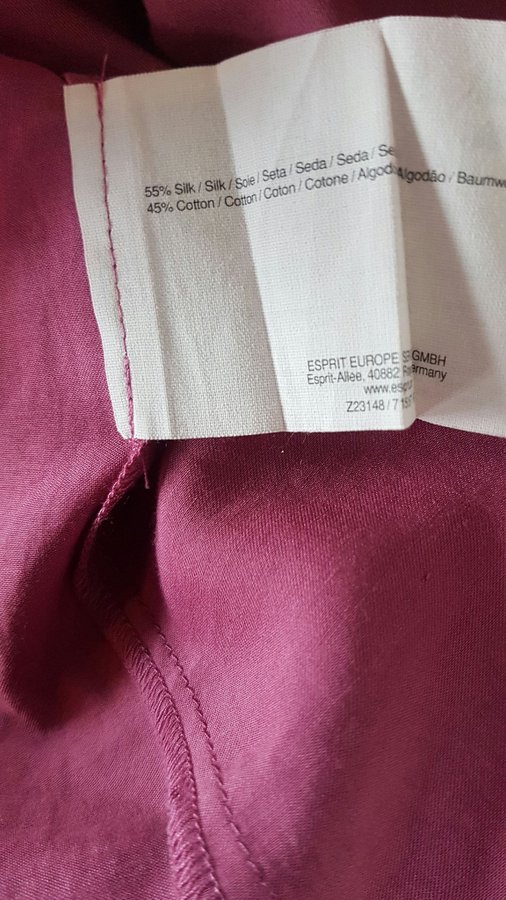 55% Silk / Silk / Soie / Seta / Seda / Seda /
45% Cotton / Cotton / Coton / Cotone / Algodão /
ESPRIT EUROPE GMBH
Esprit-Allee, 40882
Z23148 / 7